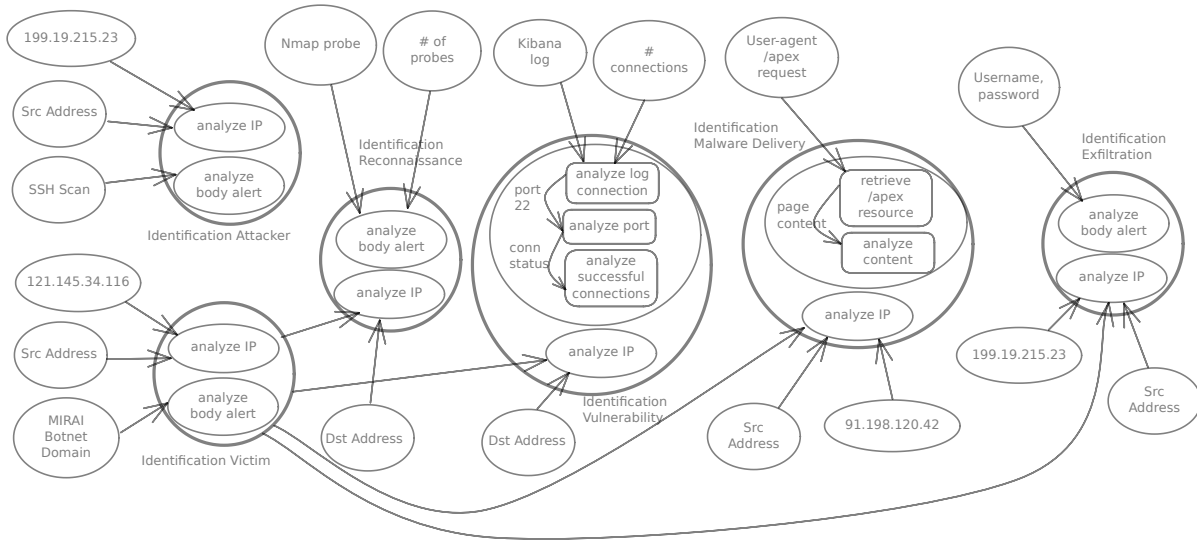 199.19.215.23
Src Address
SSH Scan
analyze IP
analyze
body alert
Identification Attacker
121.145.34.116
Src Address
MIRAI
Botnet
Domain
analyze IP
analyze
body alert
Identification Victim
Nmap probe
# of
probes
Identification
Reconnaissance
analyze
body alert
analyze IP
Dst Address
Kibana
log
#
connections
analyze log
connection
port
22
analyze port
conn
status
analyze
successful
connections
analyze IP
Identification
Vulnerability
Dst Address
User-agent
/apex
request
Identification
Malware Delivery
retrieve
/apex
resource
page
content
analyze
content
analyze IP
Src
Address
91.198.120.42
Username,
password
Identification
Exfiltration
analyze
body alert
analyze IP
199.19.215.23
Src
Address